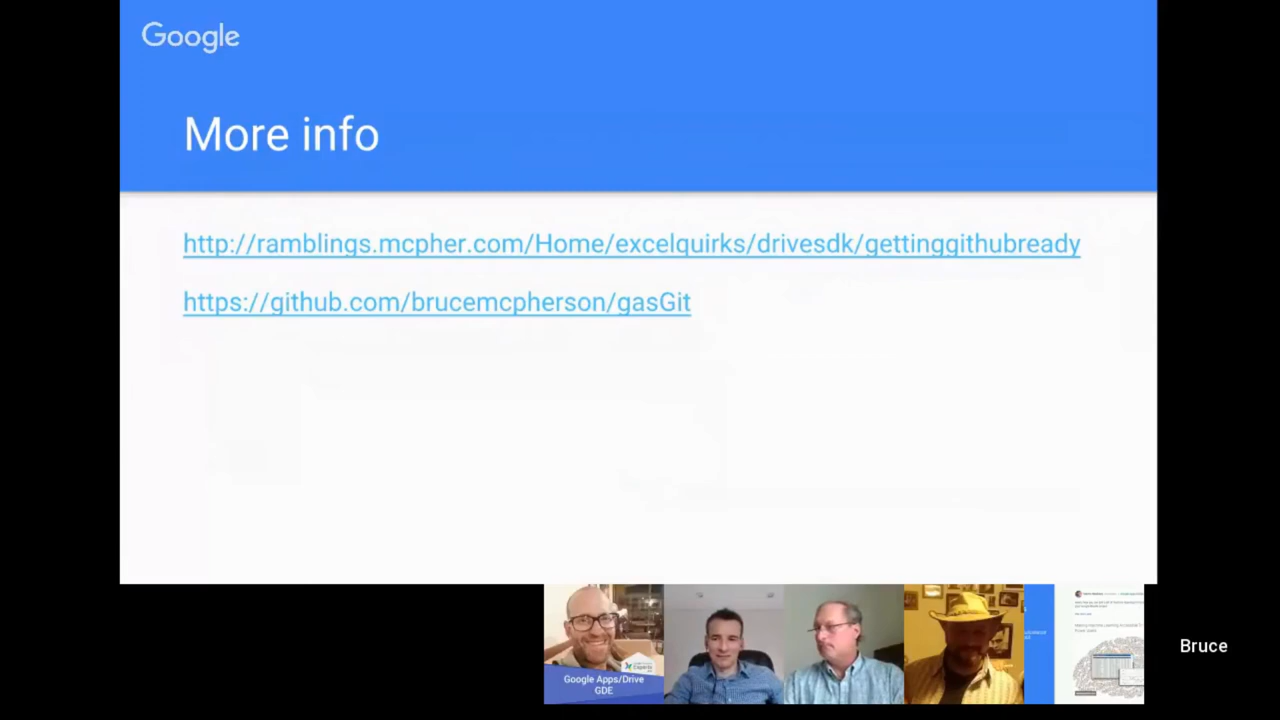 Google
More info
http://ramblings.mcpher.com/Home/excelquirks/drivesdk/gettinggithubready
https://github.com/brucemcpherson/gasGit
Experts
Google Apps/Drive
GDE
Bruce